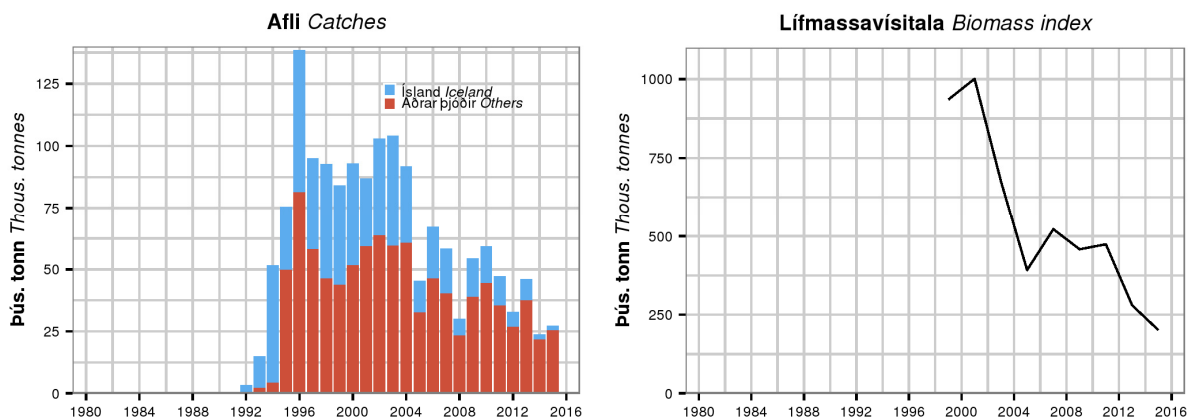 Afli Catches
Þús. tonn Thous. tonnes
125
100
75
50
25
0
Ísland Iceland
Aðrar þjóðir Others
1980 1984 1988 1992 1996 2000 2004 2008 2012 2016
Lífmassavísitala Biomass index
Þús. tonn Thous. tonnes
1000
750
500
250
0
1980 1984 1988 1992 1996 2000 2004 2008 2012 2016